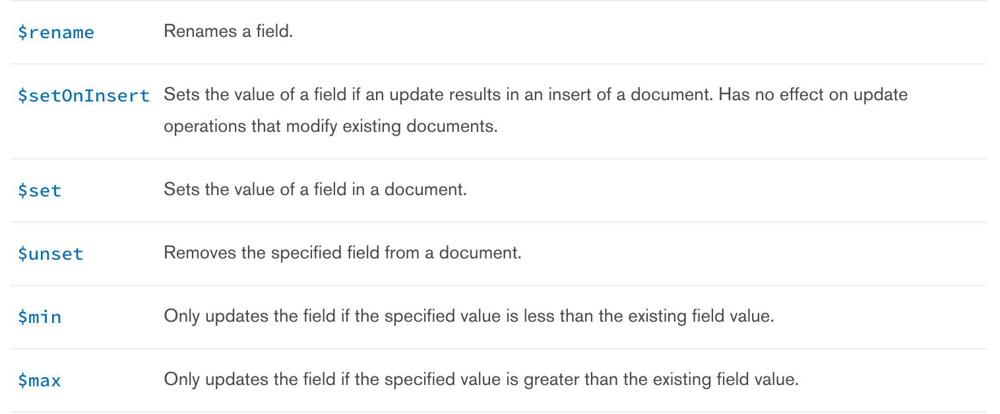 $rename Renames a field.
$setOnInsert Sets the value of a field if an update results in an insert of a document. Has no effect on update
operations that modify existing documents.
$set Sets the value of a field in a document.
$unset Removes the specified field from a document.
$min Only updates the field if the specified value is less than the existing field value.
$max Only updates the field if the specified value is greater than the existing field value.